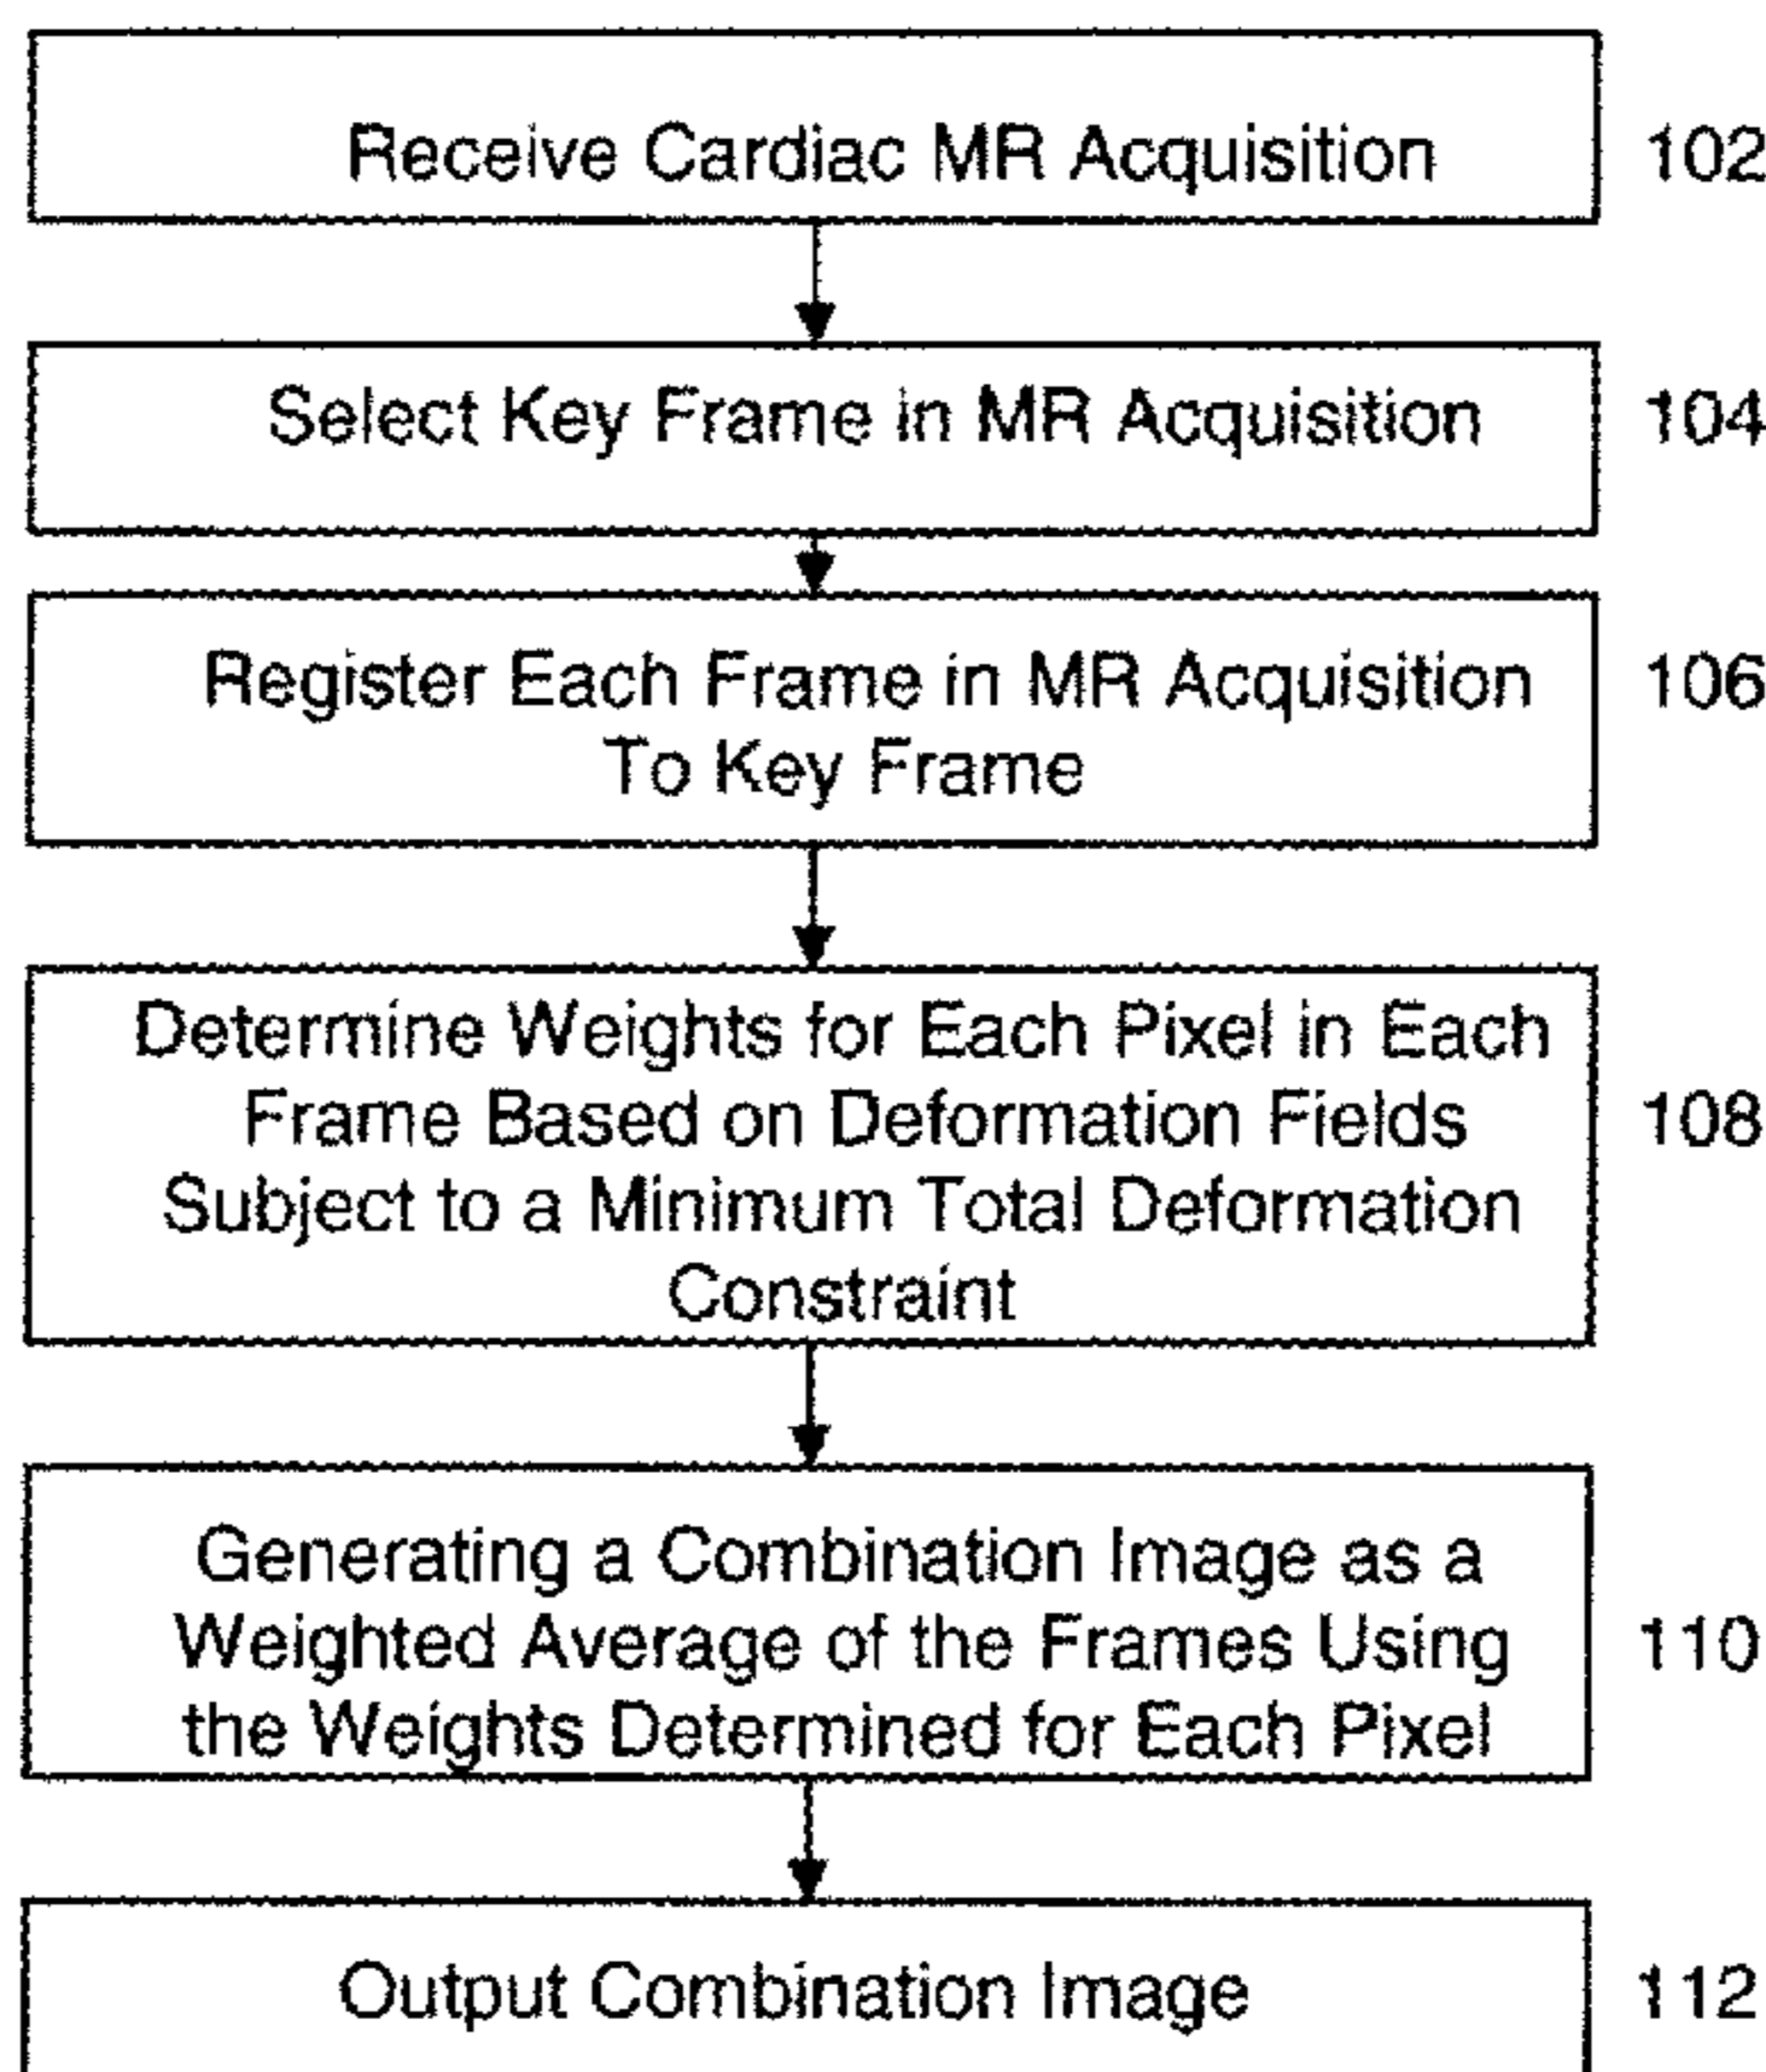 Receive Cardiac MR Acquisition
102
Select Key Frame in MR Acquisition
104
Register Each Frame in MR Acquisition
To Key Frame
106
Determine Weights for Each Pixel in Each
Frame Based on Deformation Fields
Subject to a Minimum Total Deformation
Constraint
108
Generating a Combination Image as a
Weighted Average of the Frames Using
the Weights Determined for Each Pixel
110
Output Combination Image
112